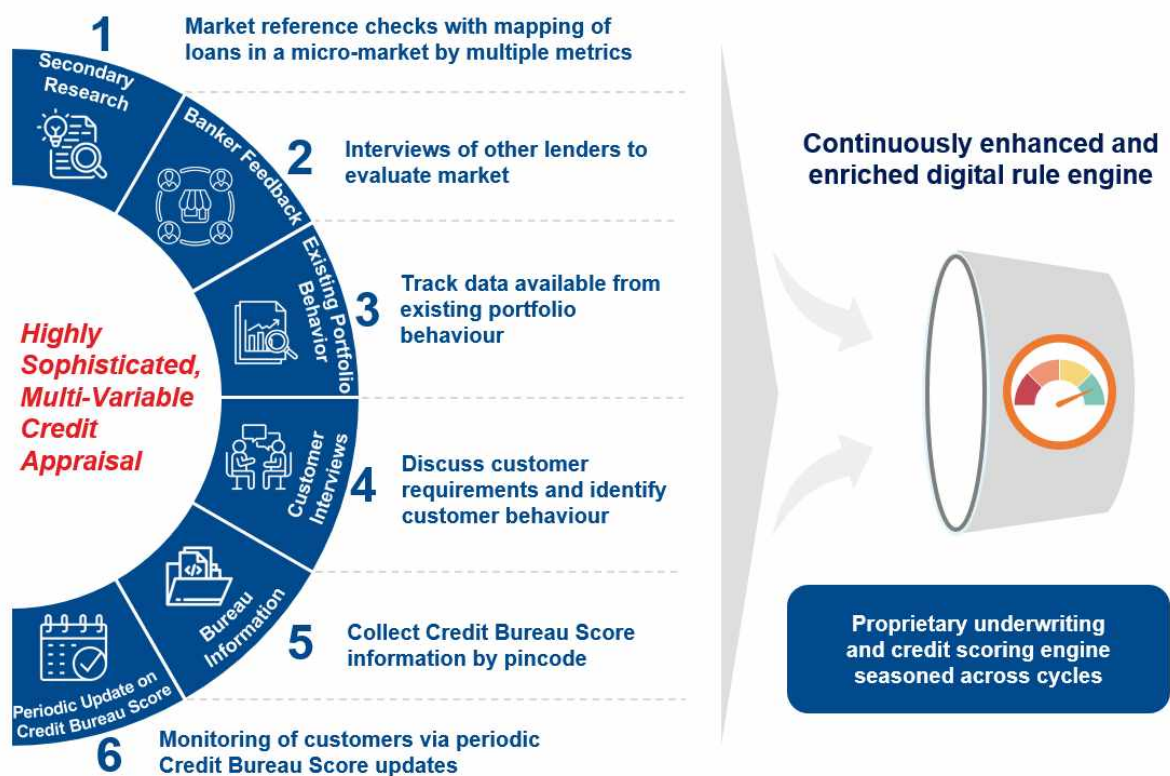 1
Market reference checks with mapping of
loans in a micro-market by multiple metrics
Secondary
Research
2
Interviews of other lenders to
evaluate market
Banker Feedback
3
Track data available from
existing portfolio
behaviour
Existing Portfolio
Behavior
Highly
Sophisticated,
Multi-Variable
Credit
Appraisal
4
Discuss customer
requirements and identify
customer behaviour
Customer
Interviews
5
Collect Credit Bureau Score
information by pincode
Bureau
Information
6
Monitoring of customers via periodic
Credit Bureau Score updates
Periodic Update on
Credit Bureau Score
Continuously enhanced and
enriched digital rule engine
Proprietary underwriting
and credit scoring engine
seasoned across cycles